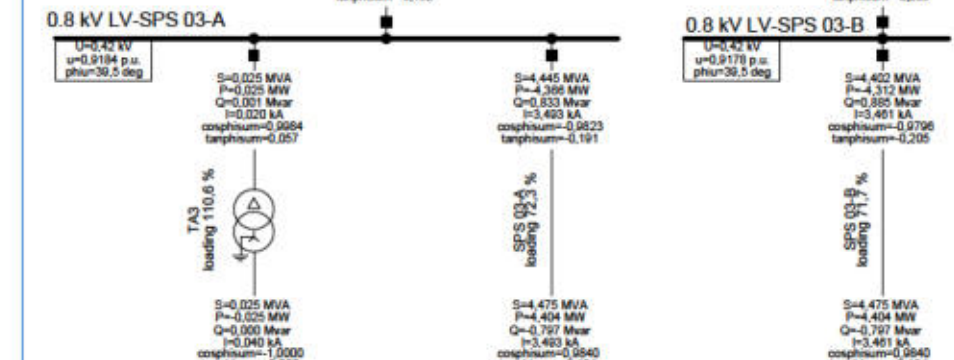 0.8 kV LV-SPS 03-A
U=0,42 kV
u=0,9184 p.u.
phiu=39,5 deg
S=0,025 MVA
P=0,025 MW
Q=0,001 Mvar
I=0,020 kA
cosphisum=0,9984
tanphisum=0,057
TA3
loading 110,6 %
S=0,025 MVA
P=-0,025 MW
Q=0,000 Mvar
I=0,040 kA
cosphisum=-1,0000
S=4,445 MVA
P=-4,366 MW
Q=0,833 Mvar
I=3,493 kA
cosphisum=-0,9823
tanphisum=-0,191
SPS 03-A
loading 72,3 %
S=4,475 MVA
P=4,404 MW
Q=-0,797 Mvar
I=3,493 kA
cosphisum=0,9840
0.8 kV LV-SPS 03-B
U=0,42 kV
u=0,9178 p.u.
phiu=39,5 deg
S=4,402 MVA
P=-4,312 MW
Q=0,885 Mvar
I=3,461 kA
cosphisum=-0,9796
tanphisum=-0,205
SPS 03-B
loading 71,7 %
S=4,475 MVA
P=4,404 MW
Q=-0,797 Mvar
I=3,461 kA
cosphisum=0,9840